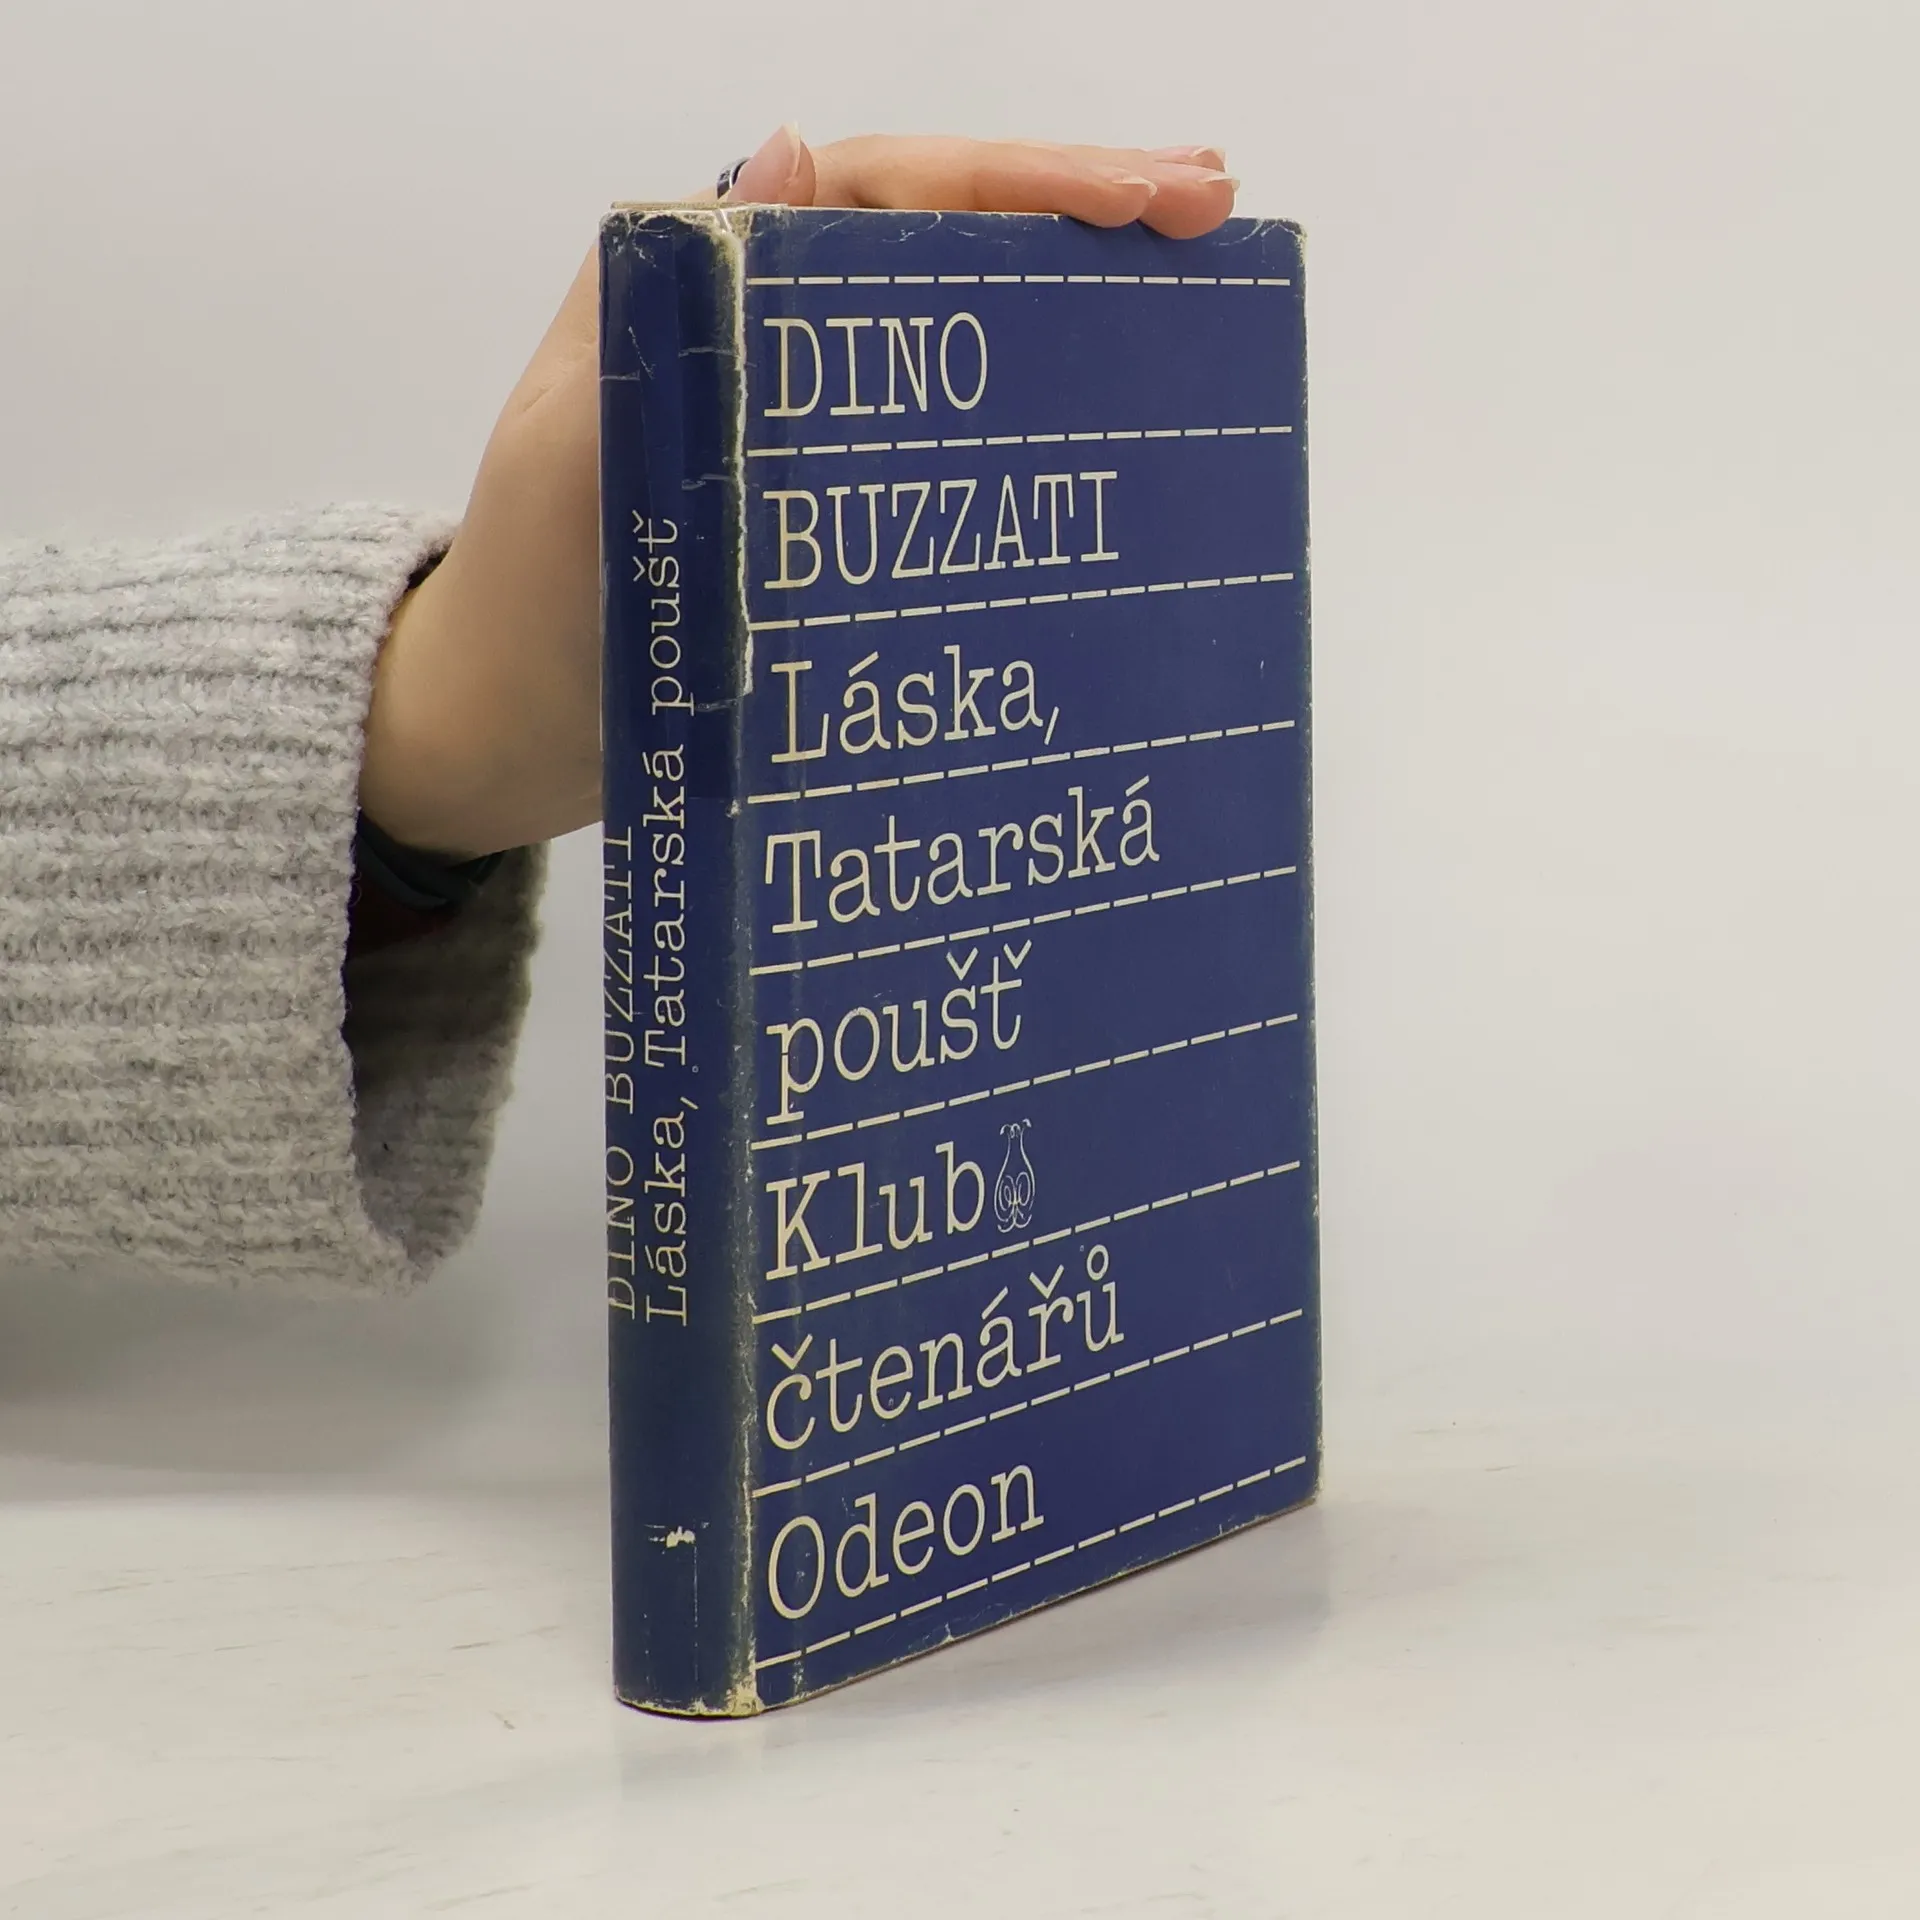 DINO
BUZZATI
Láska,
Tatarská
poušť
Klub
čtenářů
Odeon
DINO BUZZATI
Láska, Tatarská poušť